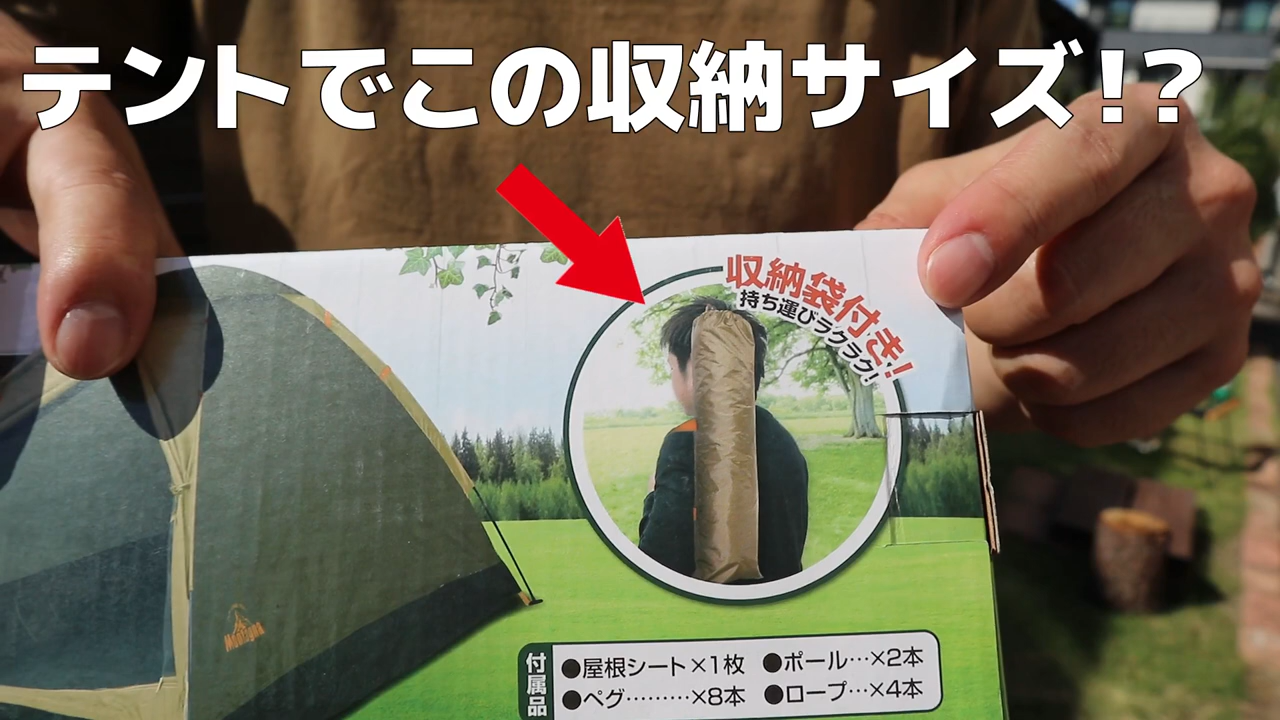 テントでこの収納サイズ!?
収納袋付き!
持ち運びラクラク!
Montagna
付属品
●屋根シート×1枚 ●ポール…×2本
●ペグ………×8本 ●ロープ…×4本